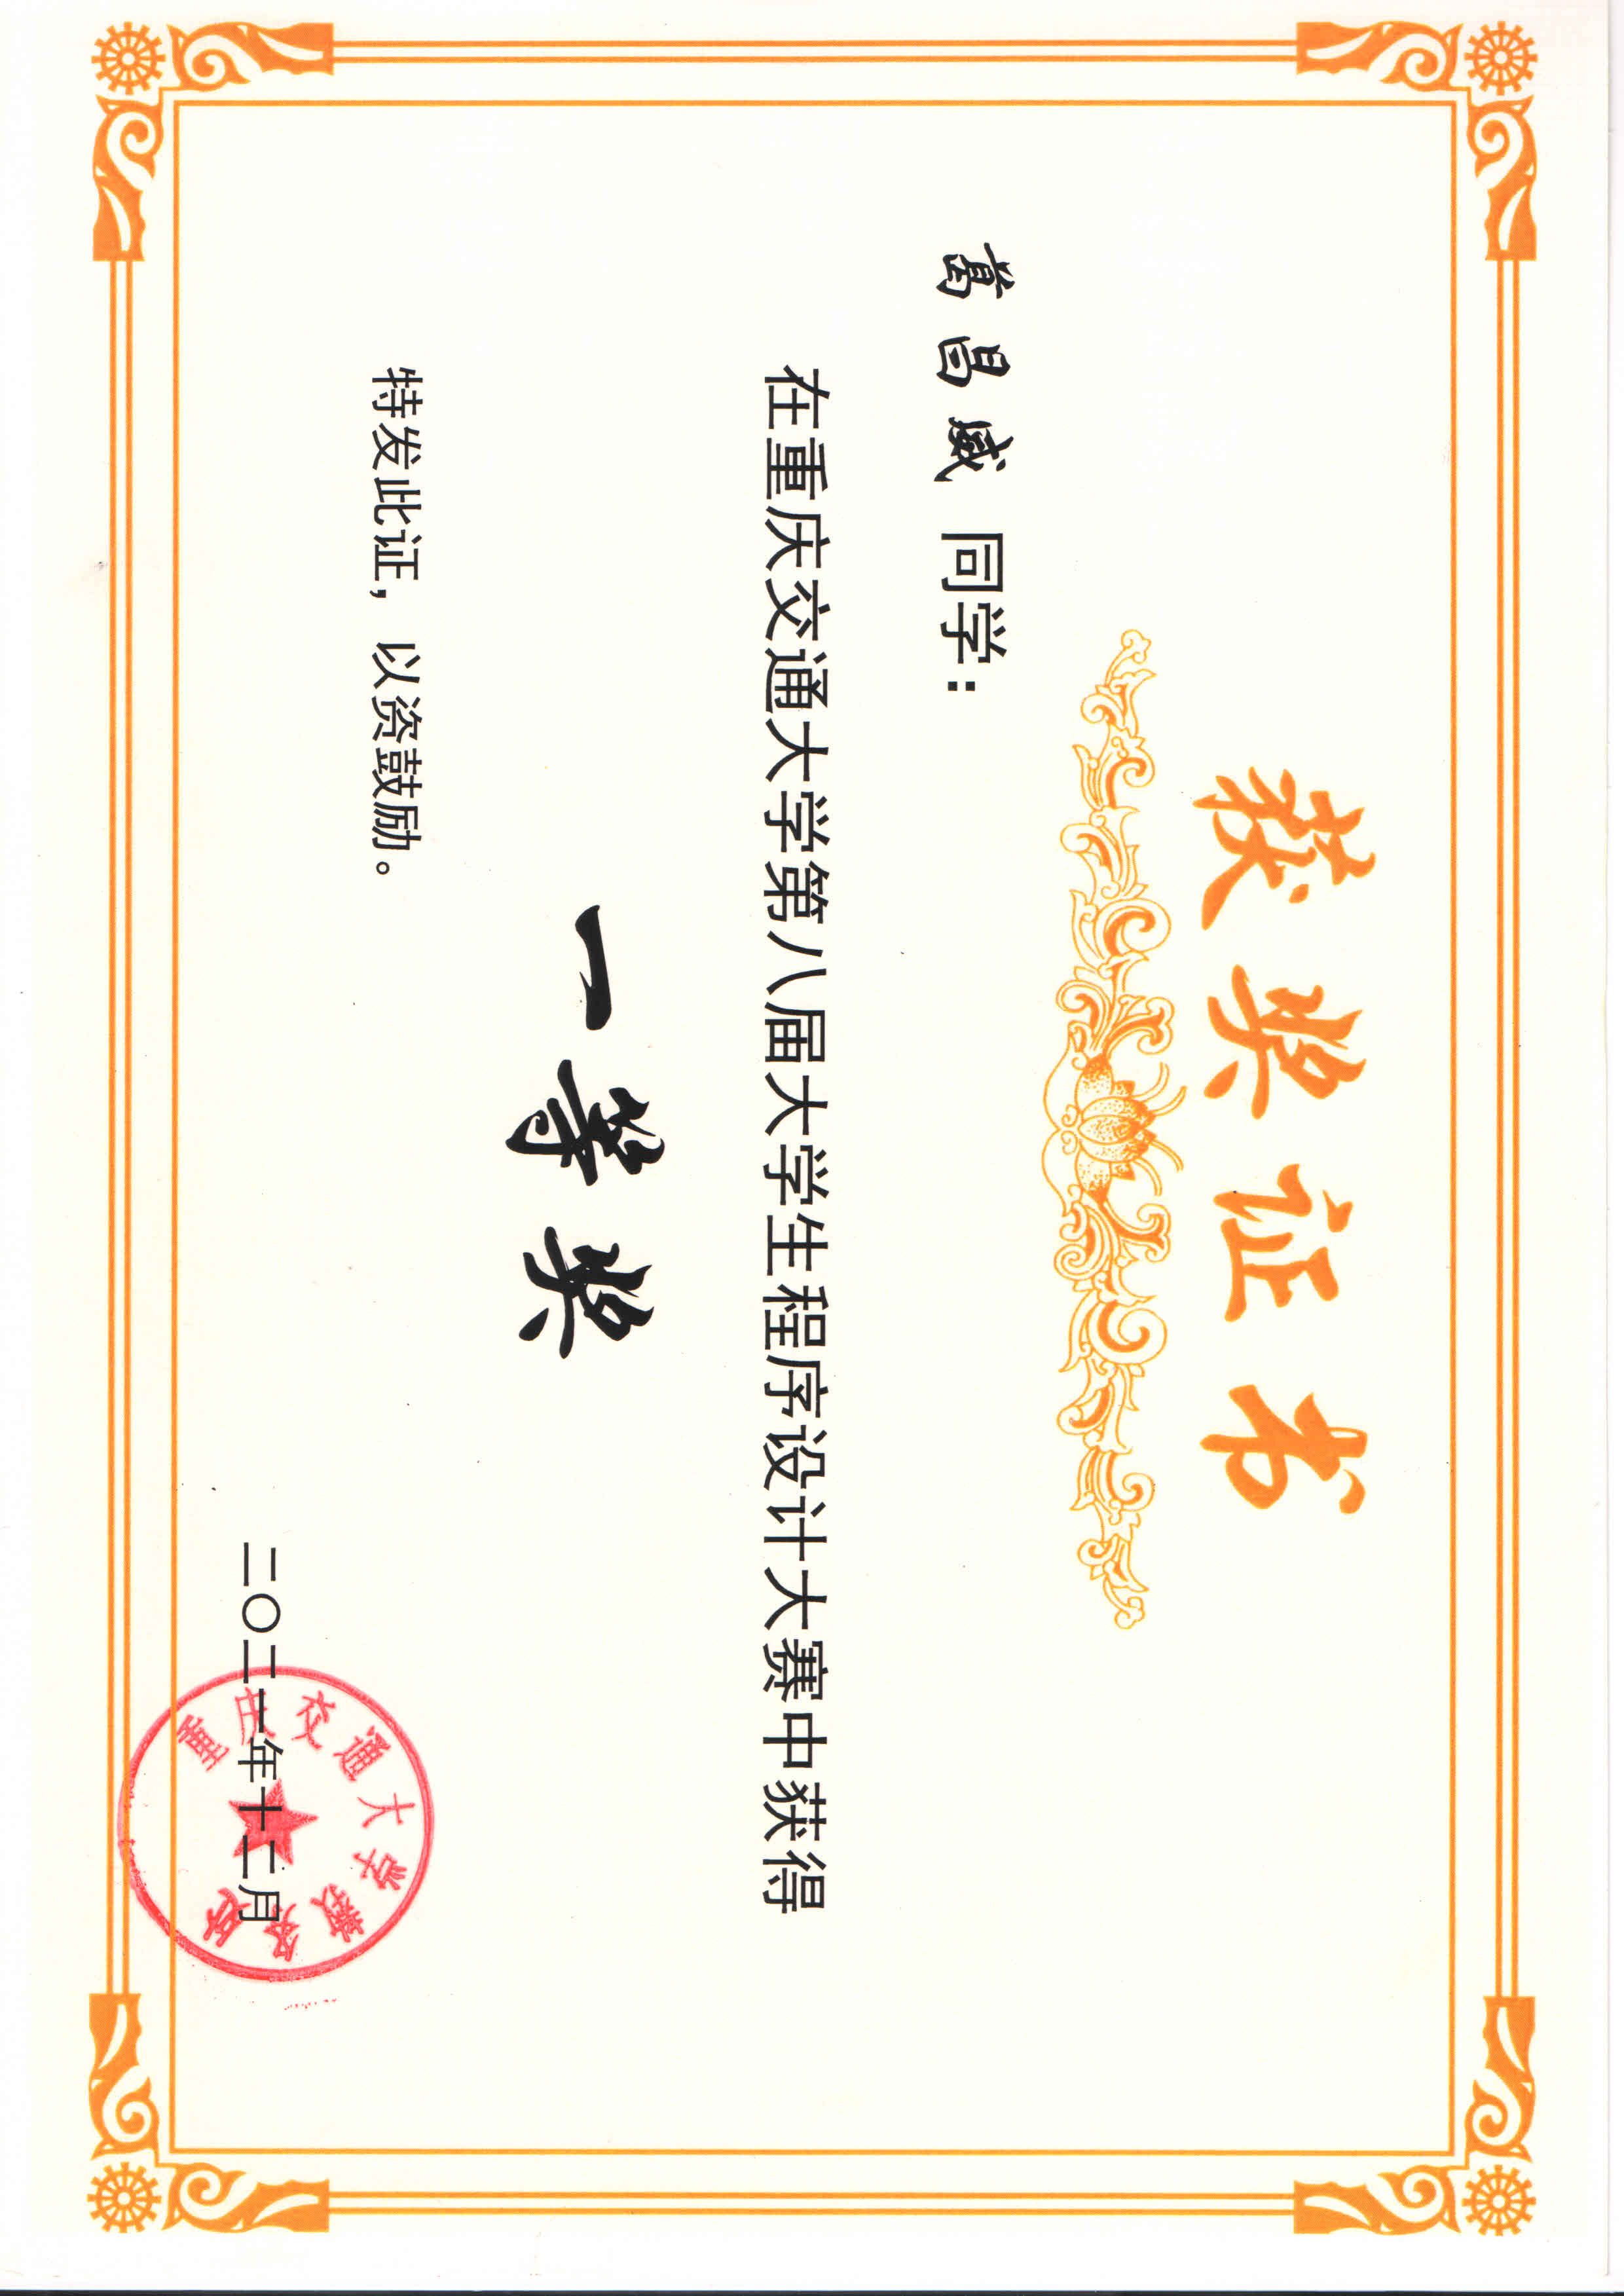 获奖证书
葛昌威 同学：
在重庆交通大学第八届大学生程序设计大赛中获得
一等奖
特发此证，以资鼓励。
重庆交通大学教务处
二〇二一年十二月